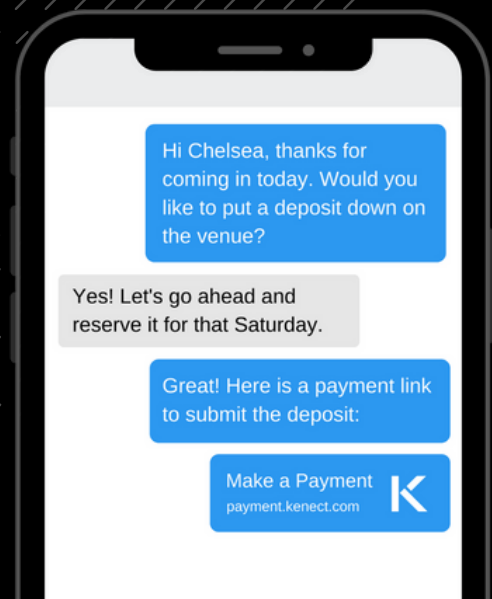 Hi Chelsea, thanks for
coming in today. Would you
like to put a deposit down on
the venue?
Yes! Let's go ahead and
reserve it for that Saturday.
Great! Here is a payment link
to submit the deposit:
Make a Payment
payment.kenect.com
K